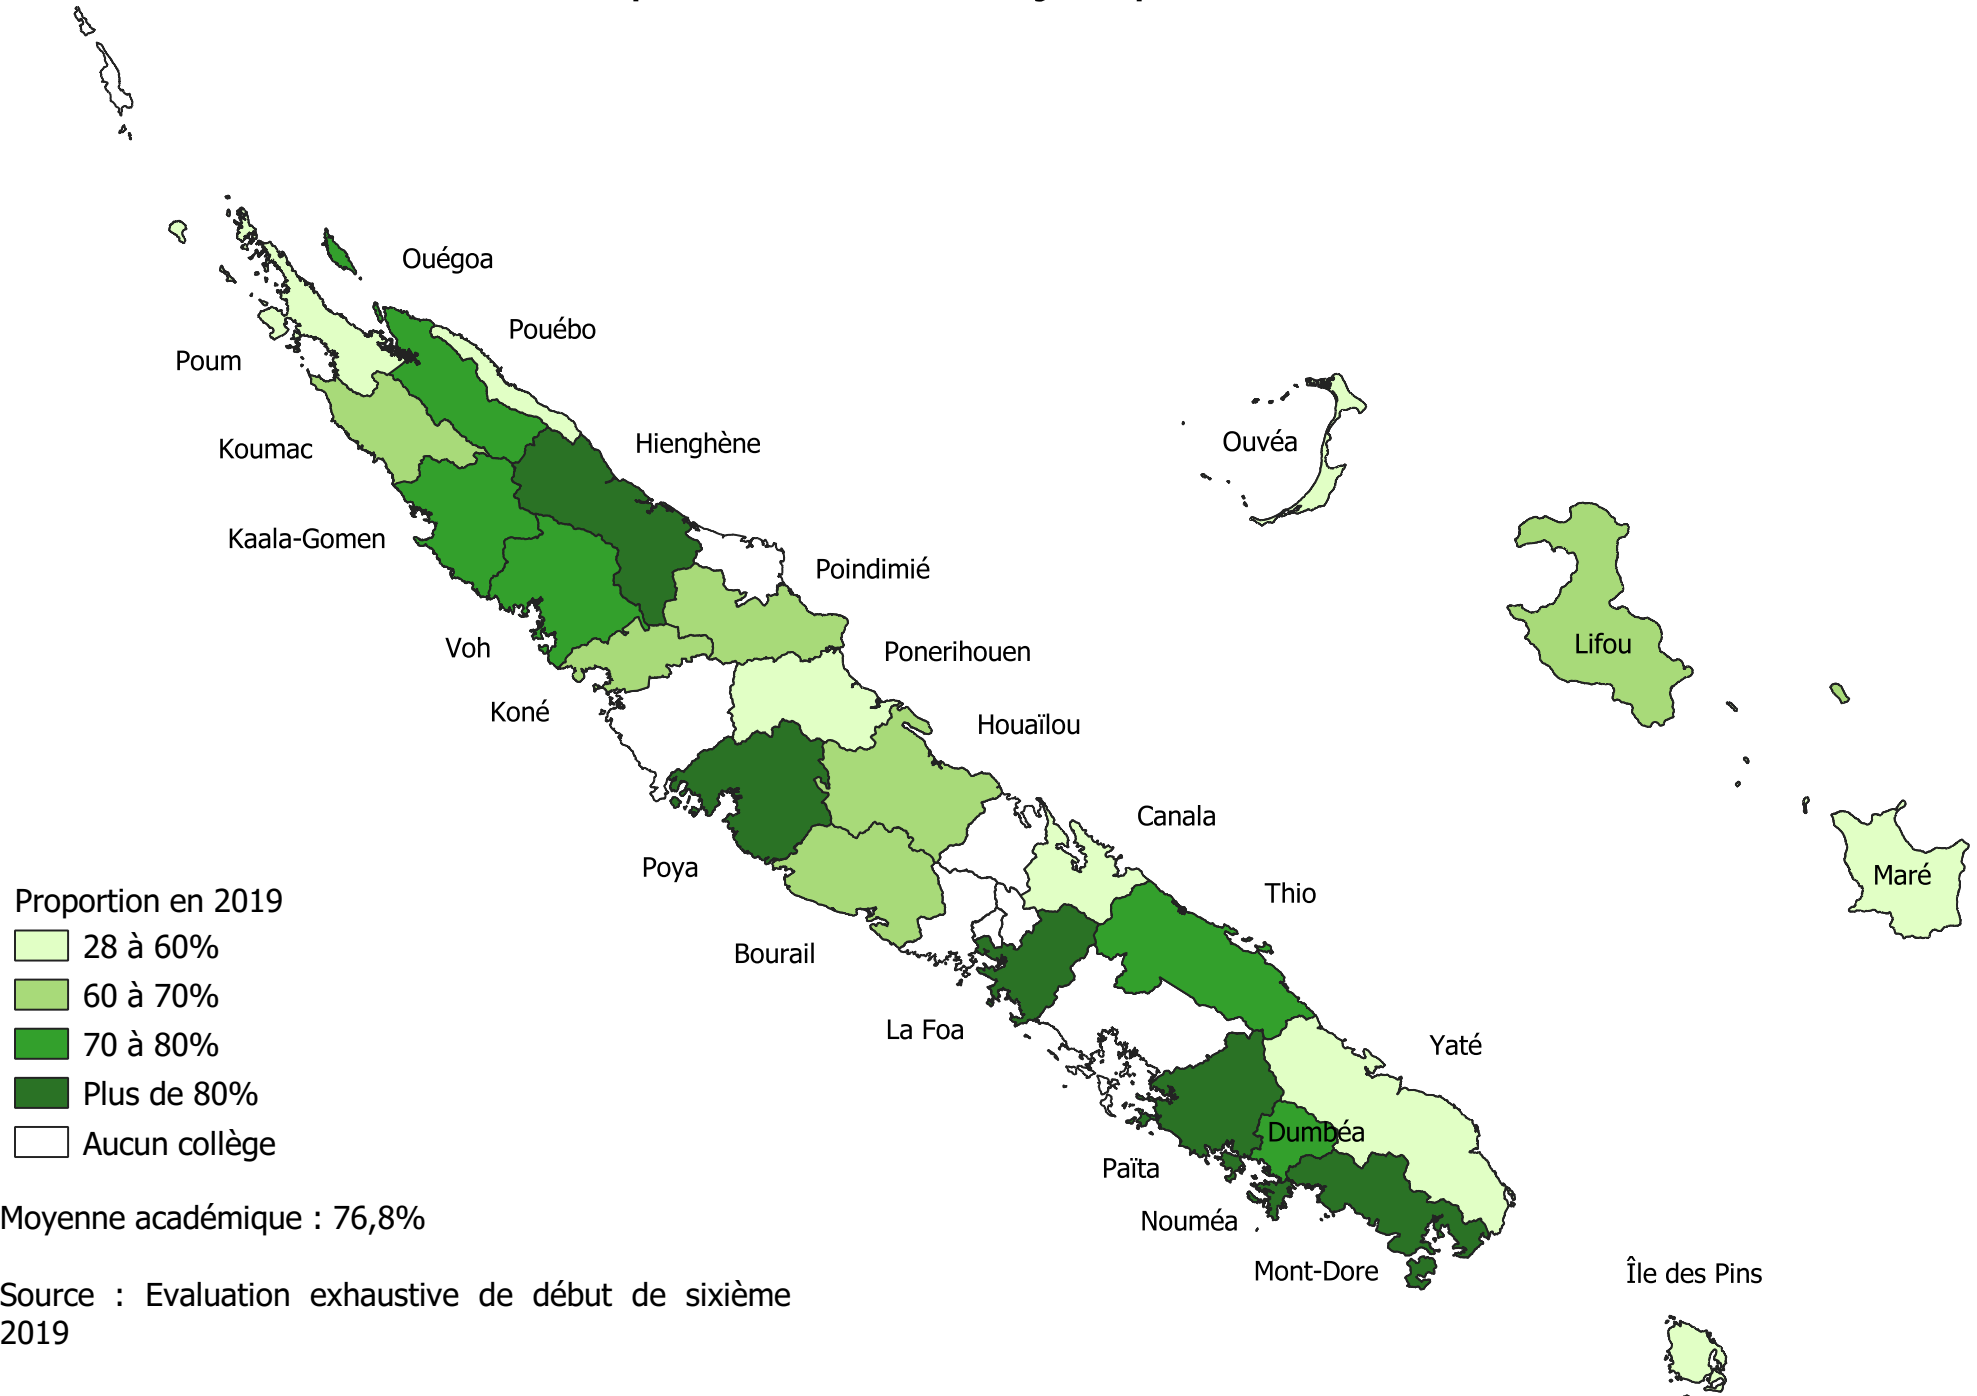 Ouégoa
Pouébo
Poum
Hienghène
Ouvéa
Koumac
Kaala-Gomen
Poindimié
Lifou
Voh
Ponerihouen
Koné
Houaïlou
Canala
Poya
Maré
Thio
Bourail
La Foa
Yaté
Dumbéa
Païta
Nouméa
Mont-Dore
Île des Pins
Proportion en 2019
28 à 60%
60 à 70%
70 à 80%
Plus de 80%
Aucun collège
Moyenne académique : 76,8%
Source : Evaluation exhaustive de début de sixième
2019